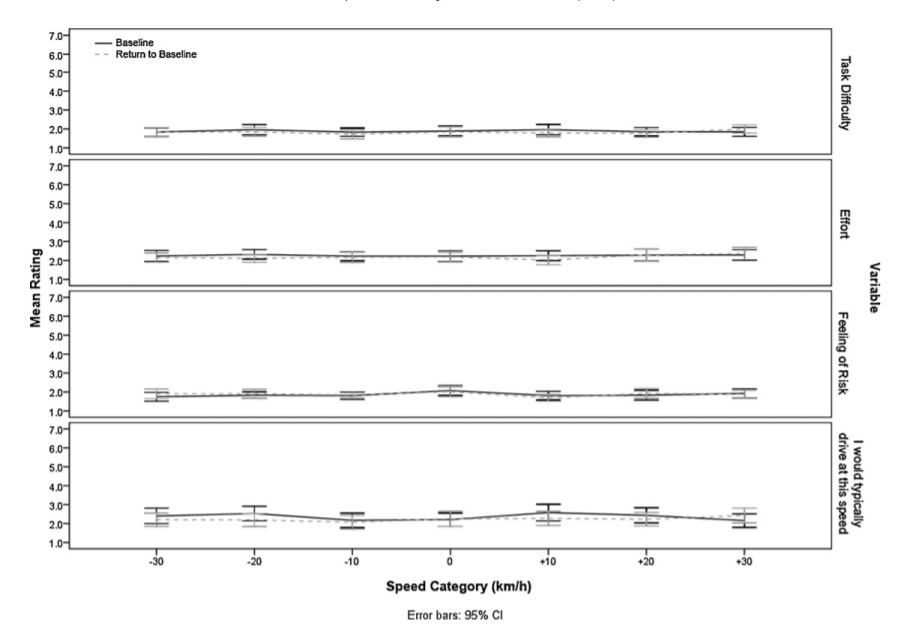 Baseline
Return to Baseline
7.0
6.0
5.0
4.0
3.0
2.0
1.0
Task Difficulty
7.0
6.0
5.0
4.0
3.0
2.0
1.0
Effort
7.0
6.0
5.0
4.0
3.0
2.0
1.0
Feeling of Risk
7.0
6.0
5.0
4.0
3.0
2.0
1.0
I would typically
drive at this speed
Mean Rating
Variable
-30 -20 -10 0 +10 +20 +30
Speed Category (km/h)
Error bars: 95% CI